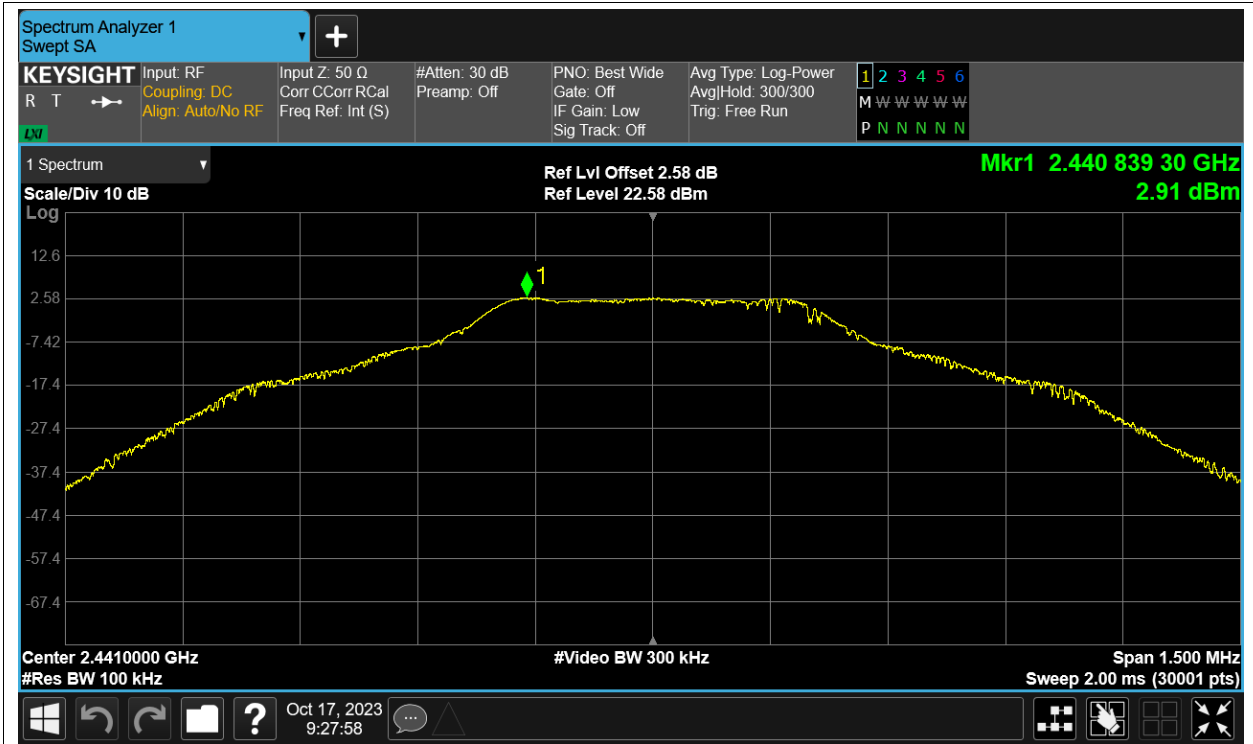 Spectrum Analyzer 1
Swept SA
+
KEYSIGHT
R T
LXI
Input: RF
Coupling: DC
Align: Auto/No RF
Input Z: 50 Ω
Corr CCorr RCal
Freq Ref: Int (S)
#Atten: 30 dB
Preamp: Off
PNO: Best Wide
Gate: Off
IF Gain: Low
Sig Track: Off
Avg Type: Log-Power
Avg|Hold: 300/300
Trig: Free Run
1 2 3 4 5 6
M W W W W W
P N N N N N
1 Spectrum
Scale/Div 10 dB
Log
Ref Lvl Offset 2.58 dB
Ref Level 22.58 dBm
Mkr1 2.440 839 30 GHz
2.91 dBm
1
12.6
2.58
-7.42
-17.4
-27.4
-37.4
-47.4
-57.4
-67.4
Center 2.4410000 GHz
#Res BW 100 kHz
#Video BW 300 kHz
Span 1.500 MHz
Sweep 2.00 ms (30001 pts)
?
Oct 17, 2023
9:27:58